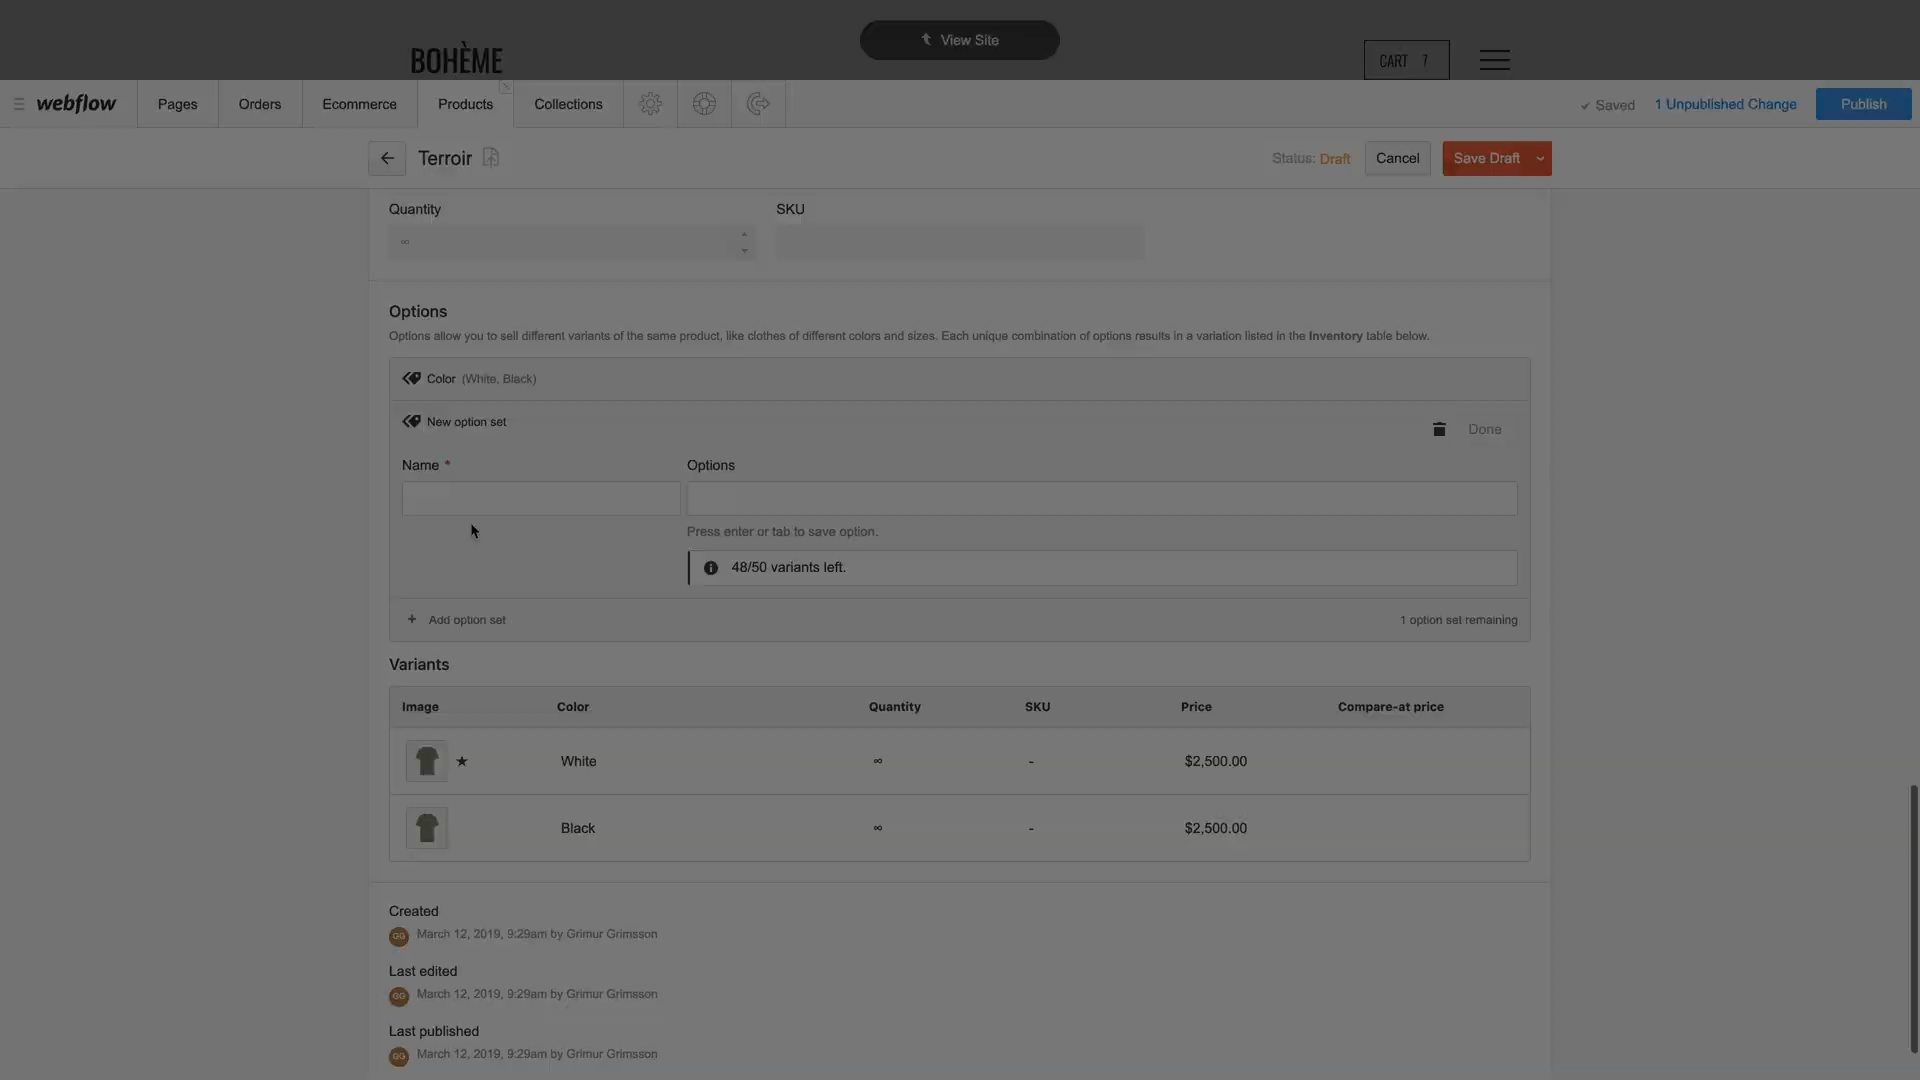 View Site
BOHÈME
CART 7
webflow Pages Orders Ecommerce Products Collections Saved 1 Unpublished Change Publish
Terroir Status: Draft Cancel Save Draft
Quantity SKU
∞
Options
Options allow you to sell different variants of the same product, like clothes of different colors and sizes. Each unique combination of options results in a variation listed in the Inventory table below.
Color (White, Black)
New option set Done
Name * Options
Press enter or tab to save option.
48/50 variants left.
+ Add option set 1 option set remaining
Variants
Image Color Quantity SKU Price Compare-at price
White ∞ - $2,500.00
Black ∞ - $2,500.00
Created
GG March 12, 2019, 9:29am by Grimur Grimsson
Last edited
GG March 12, 2019, 9:29am by Grimur Grimsson
Last published
GG March 12, 2019, 9:29am by Grimur Grimsson